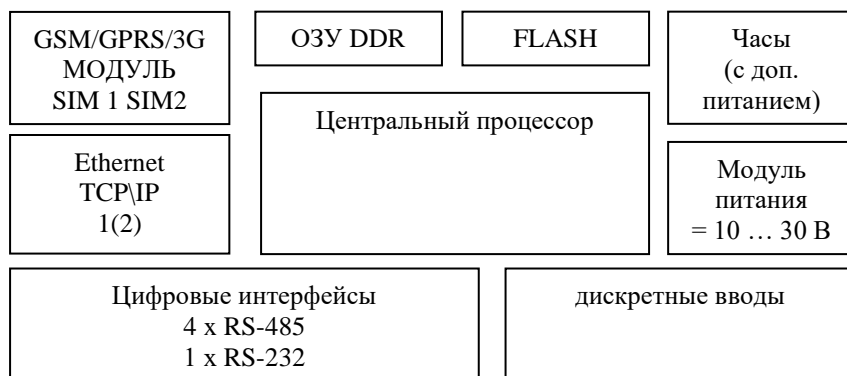 GSM/GPRS/3G
МОДУЛЬ
SIM 1 SIM2
ОЗУ DDR
FLASH
Часы
(с доп.
питанием)
Центральный процессор
Ethernet
TCP\IP
1(2)
Модуль
питания
= 10 … 30 В
Цифровые интерфейсы
4 x RS-485
1 x RS-232
дискретные вводы